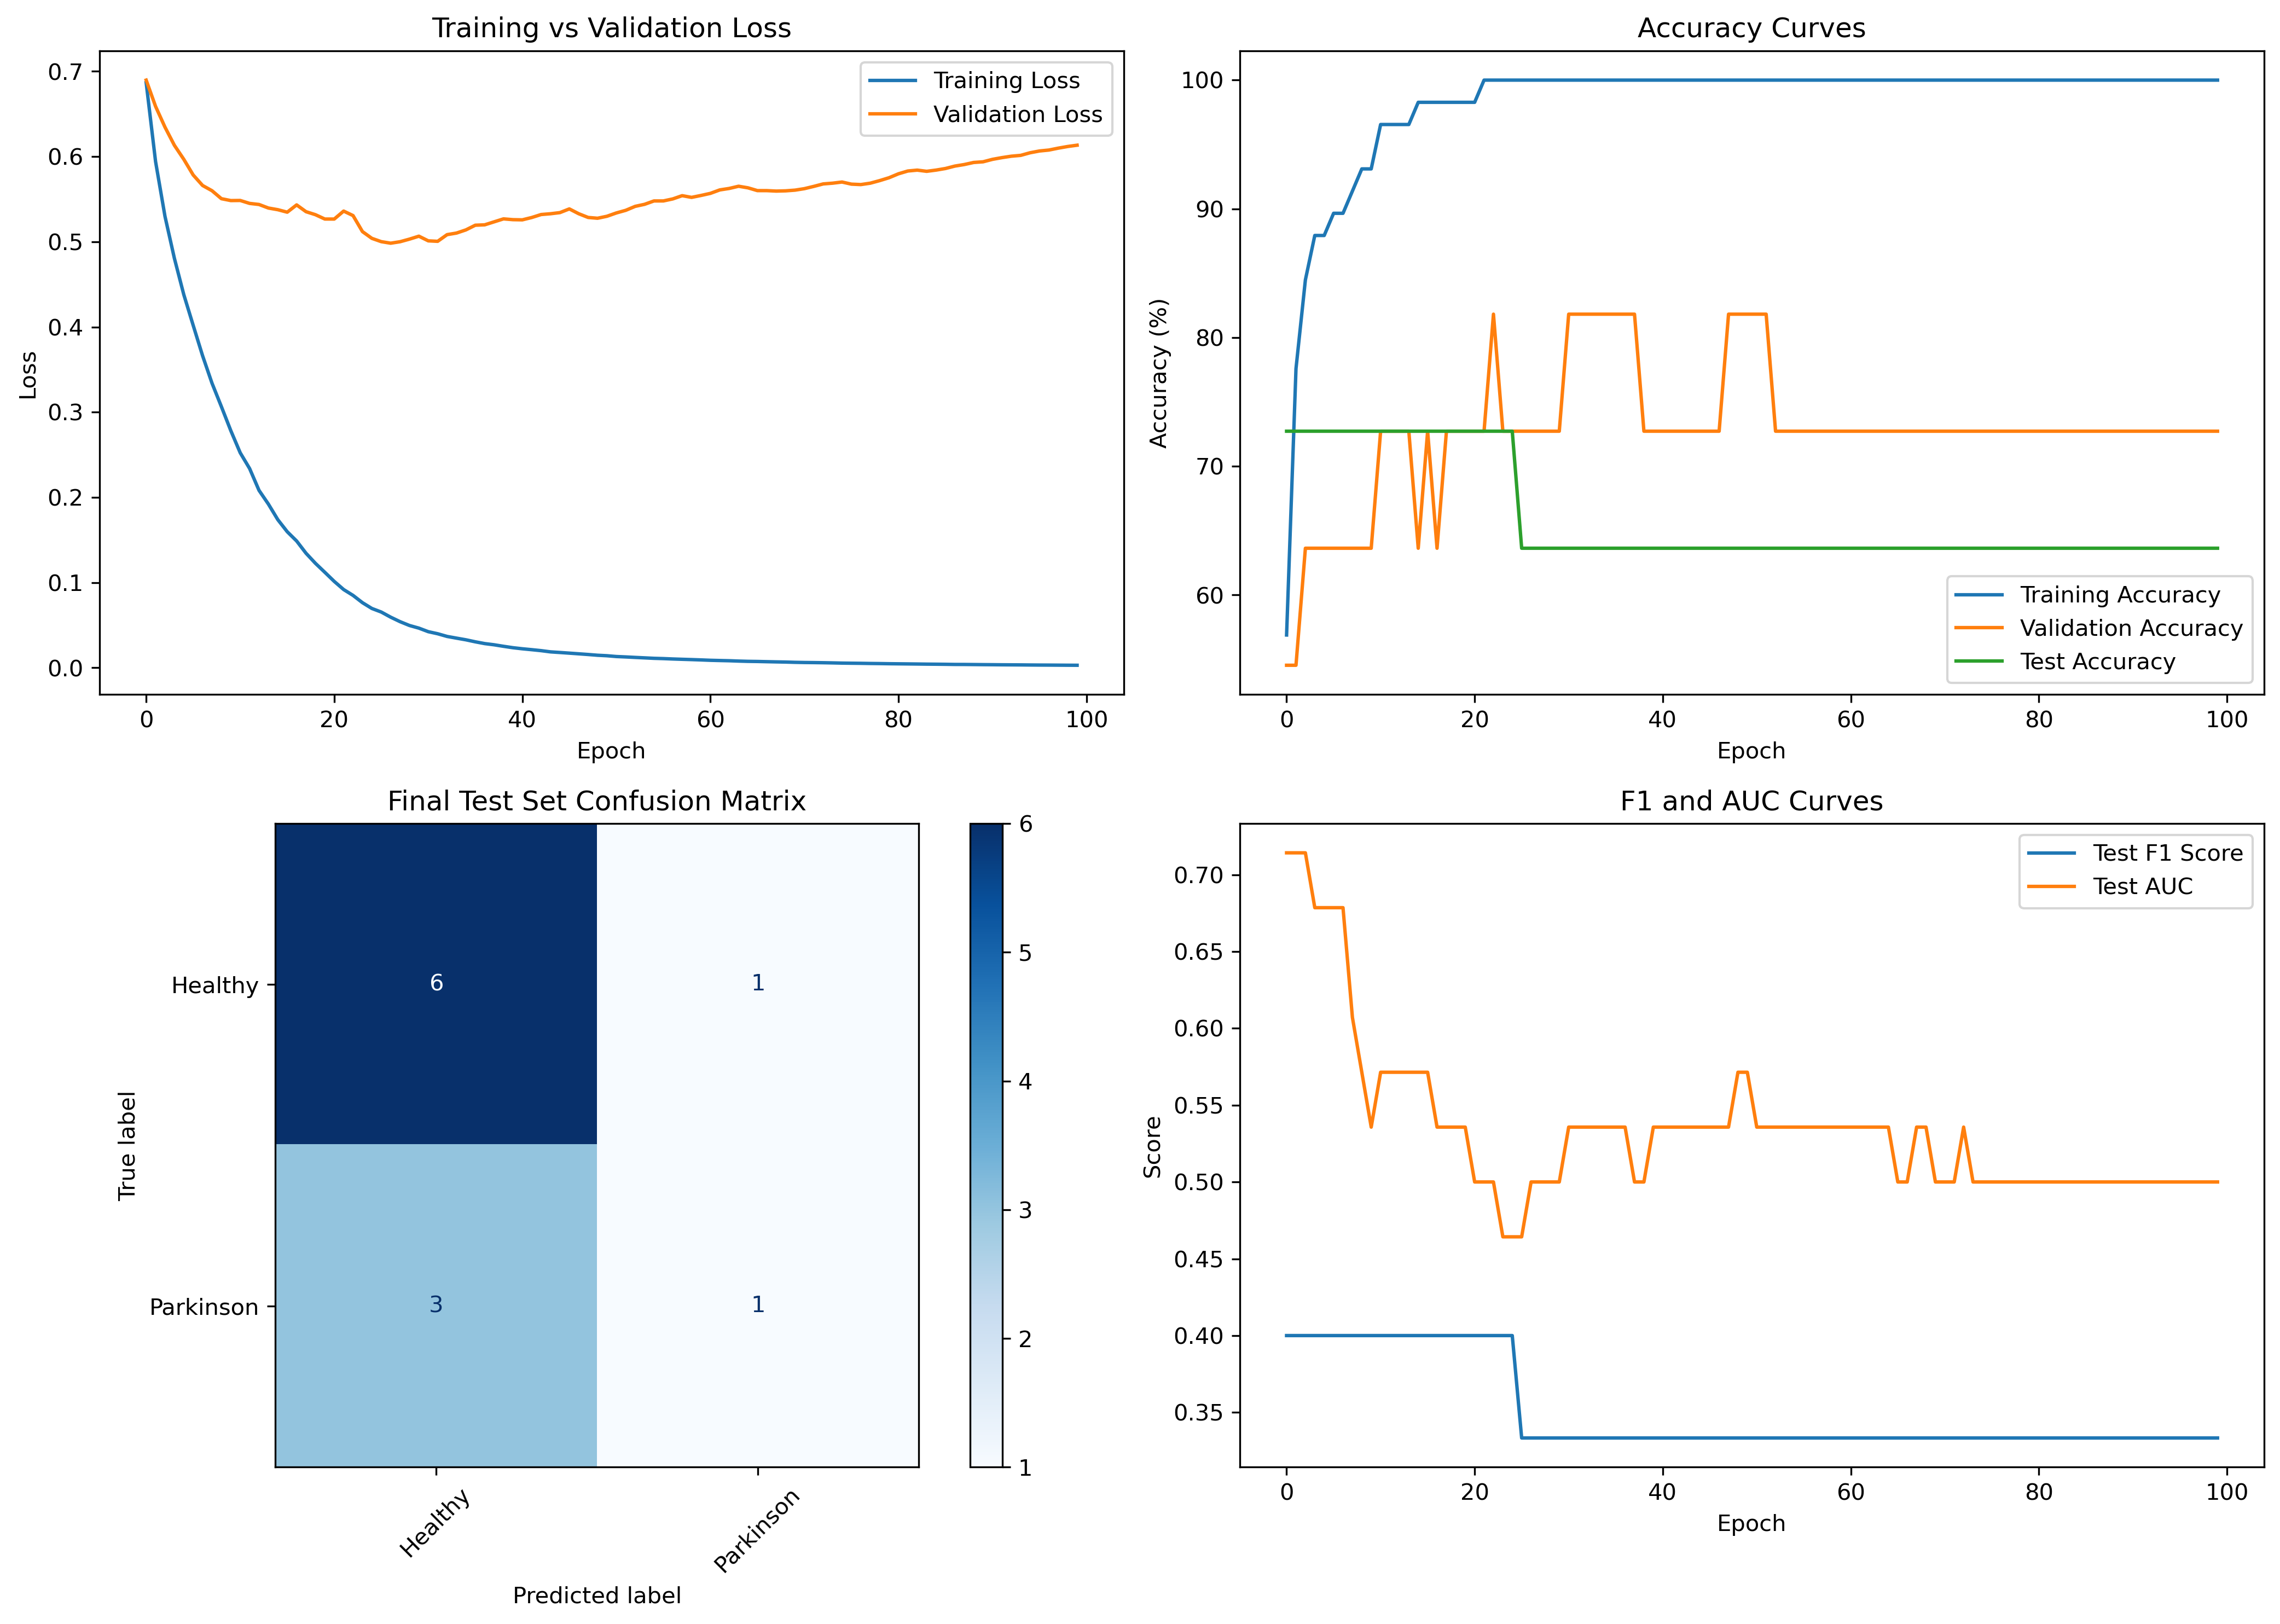 Training vs Validation Loss
0.7
0.6
0.5
0.4
0.3
0.2
0.1
0.0
Loss
0 20 40 60 80 100
Epoch
Training Loss
Validation Loss
Accuracy Curves
100
90
80
70
60
Accuracy (%)
0 20 40 60 80 100
Epoch
Training Accuracy
Validation Accuracy
Test Accuracy
Final Test Set Confusion Matrix
True label
Healthy
Parkinson
6 1
3 1
Healthy Parkinson
Predicted label
6
5
4
3
2
1
F1 and AUC Curves
0.70
0.65
0.60
0.55
0.50
0.45
0.40
0.35
Score
0 20 40 60 80 100
Epoch
Test F1 Score
Test AUC